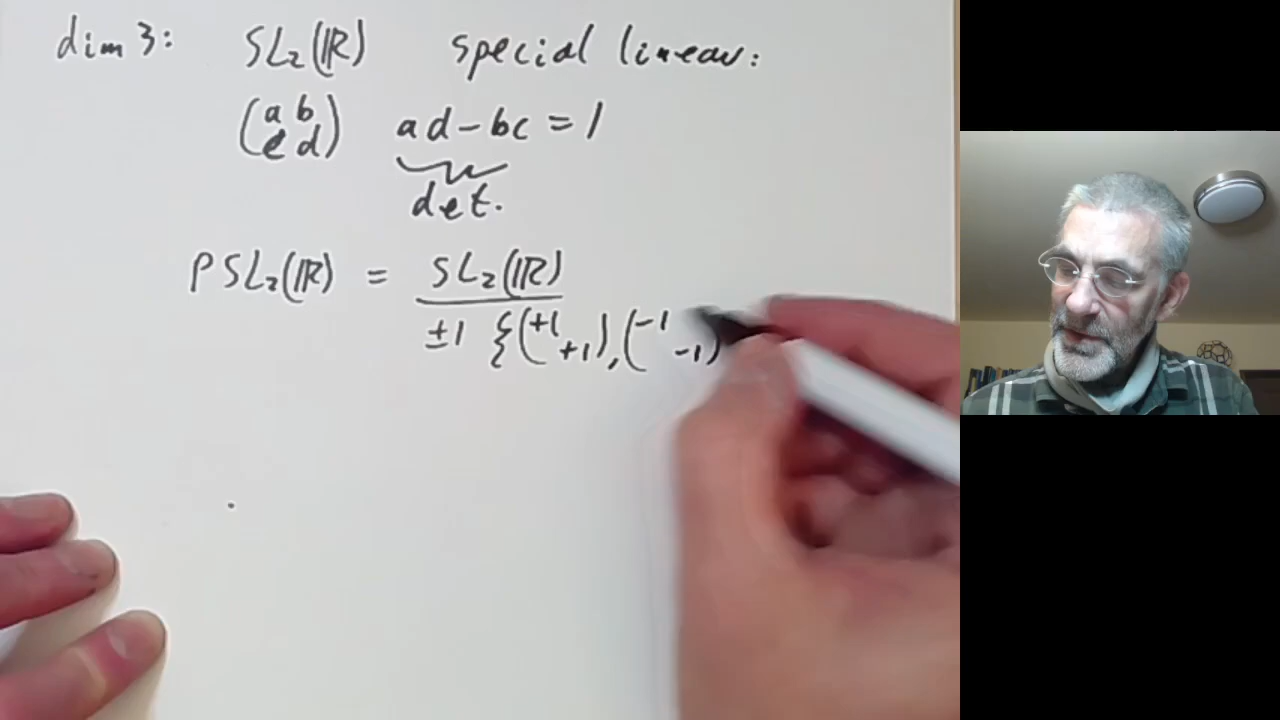 dim 3: SL₂(ℝ) special linear:
(a b
c d) ad − bc = 1
det.
PSL₂(ℝ) = SL₂(ℝ)
±1 {(+1
+1), (−1
−1)